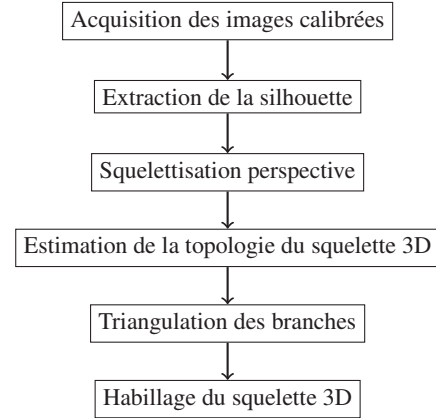 Acquisition des images calibrées
Extraction de la silhouette
Squelettisation perspective
Estimation de la topologie du squelette 3D
Triangulation des branches
Habillage du squelette 3D